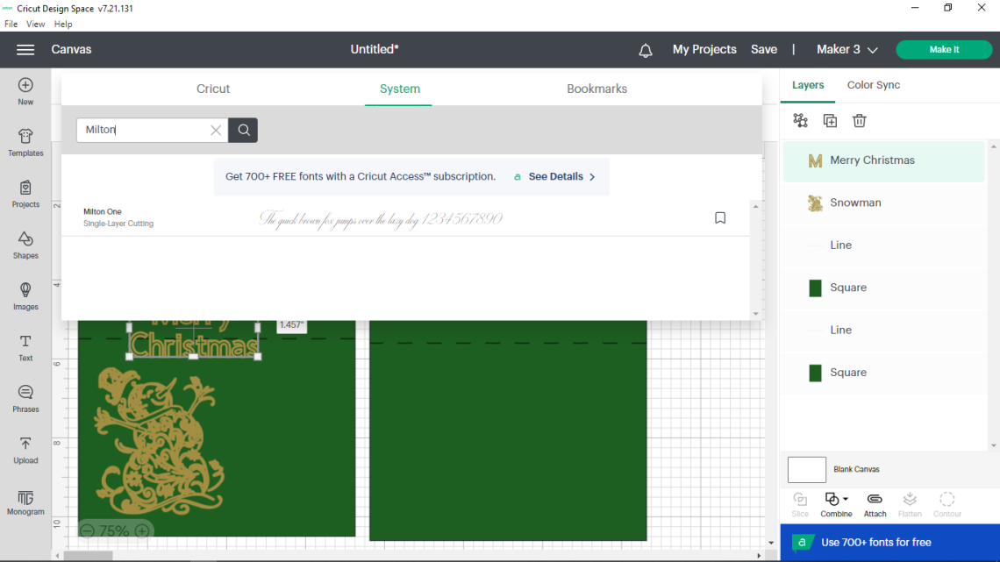 Cricut Design Space v7.21.131
File View Help
Canvas
Untitled*
My Projects Save | Maker 3
Make It
New
Templates
Projects
Shapes
Images
Text
Phrases
Upload
Monogram
Cricut System Bookmarks
Milton
Get 700+ FREE fonts with a Cricut Access™ subscription. a See Details >
Milton One
Single-Layer Cutting
The quick brown fox jumps over the lazy dog 1234567890
2
4
6
8
10
1.457"
Merry
Christmas
75%
Layers Color Sync
M Merry Christmas
Snowman
Line
Square
Line
Square
Blank Canvas
Slice Combine Attach Flatten Contour
a Use 700+ fonts for free